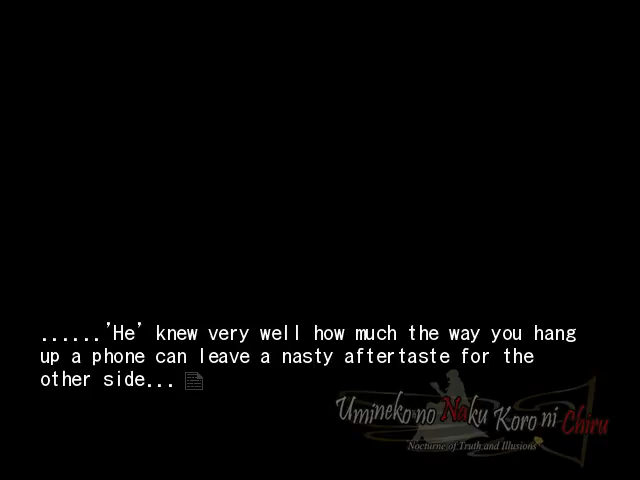 ......'He' knew very well how much the way you hang
up a phone can leave a nasty aftertaste for the
other side...
Umineko no Naku Koro ni Chiru
Nocturne of Truth and Illusions